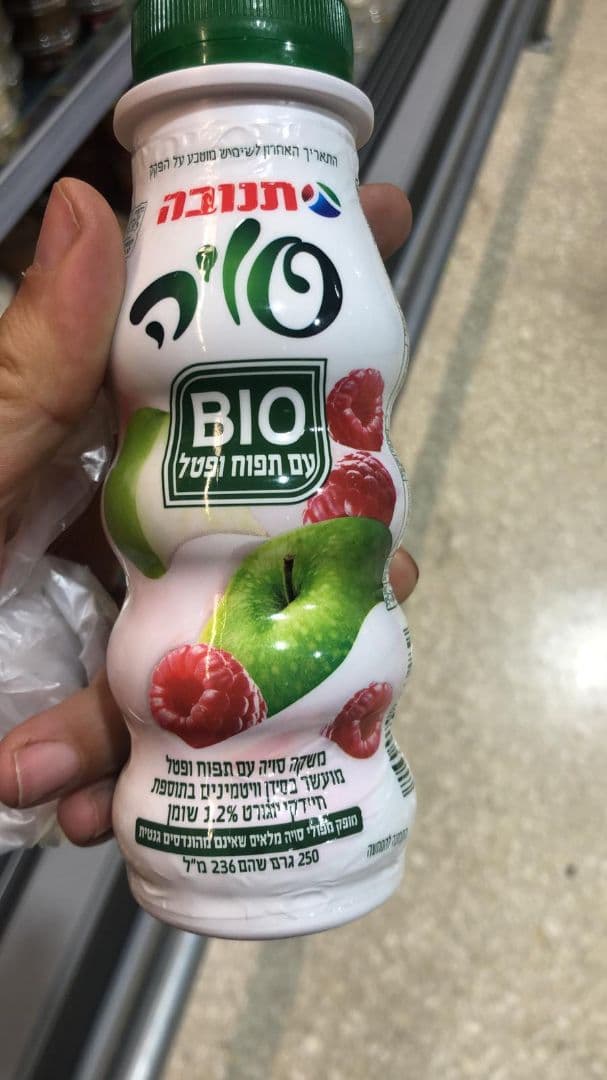 התאריך האחרון לשימוש מוטבע על הפקק
תנובה
סויה
BIO
עם תפוח ופטל
משקה סויה עם תפוח ופטל
מועשר בסידן וויטמינים בתוספת
חיידקי יוגורט 1.2% שומן
מופק מפולי סויה מלאים שאינם מהונדסים גנטית
250 גרם שהם 236 מ"ל